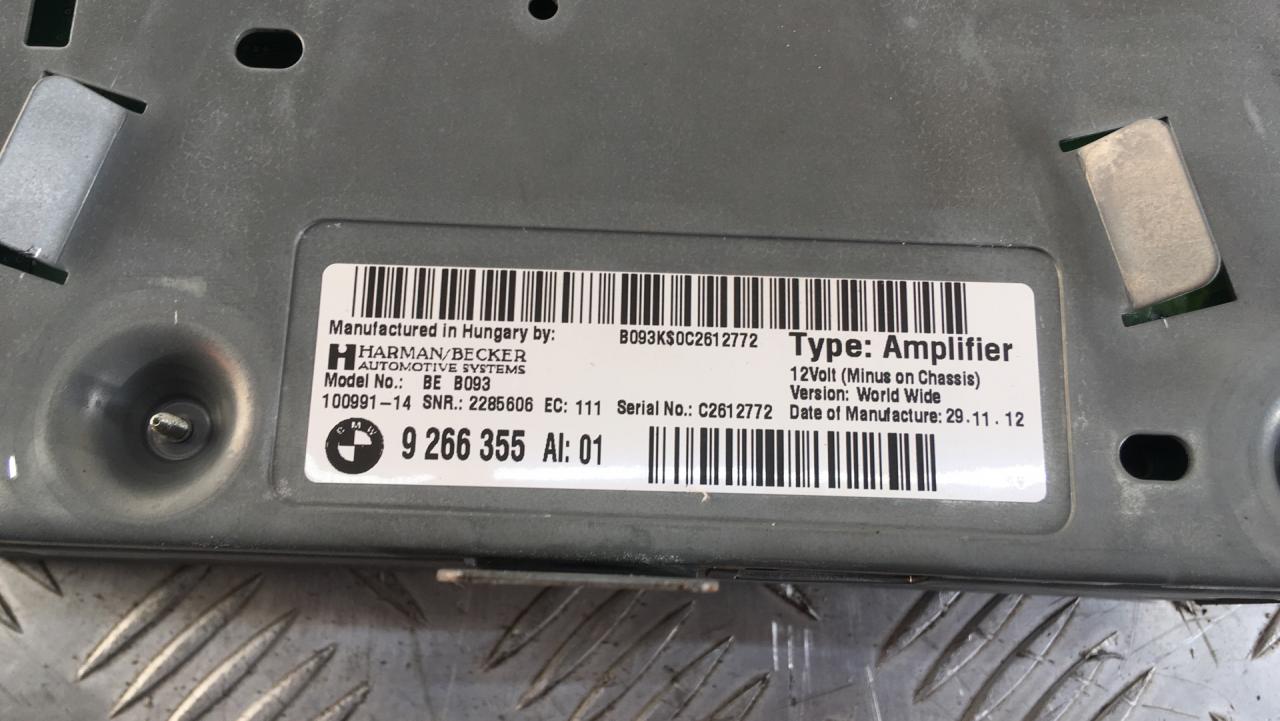 Manufactured in Hungary by:
B093K$0C2612772
HARMAN/BECKER
AUTOMOTIVE SYSTEMS
Type: Amplifier
12Volt (Minus on Chassis)
Model No.: BE B093
Version: World Wide
100991-14 SNR.: 2285606 EC: 111 Serial No.: C2612772
Date of Manufacture: 29.11.12
BMW
9 266 355 AI: 01